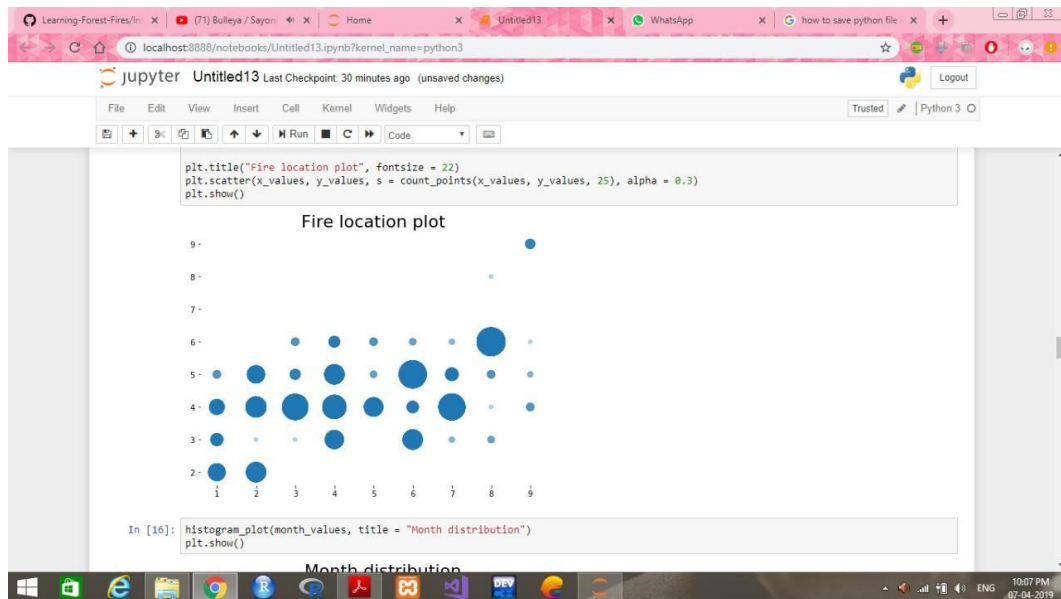 Learning-Forest-Fires/In
(71) Bulleya / Sayon
Home
Untitled13
WhatsApp
how to save python file
localhost:8888/notebooks/Untitled13.ipynb?kernel_name=python3
jupyter Untitled13 Last Checkpoint: 30 minutes ago (unsaved changes)
Logout
File Edit View Insert Cell Kernel Widgets Help
Trusted Python 3
Run Code
plt.title("Fire location plot", fontsize = 22)
plt.scatter(x_values, y_values, s = count_points(x_values, y_values, 25), alpha = 0.3)
plt.show()
Fire location plot
9
8
7
6
5
4
3
2
1 2 3 4 5 6 7 8 9
In [16]: histogram_plot(month_values, title = "Month distribution")
plt.show()
Month distribution
R
DEV
ENG
10:07 PM
07-04-2019